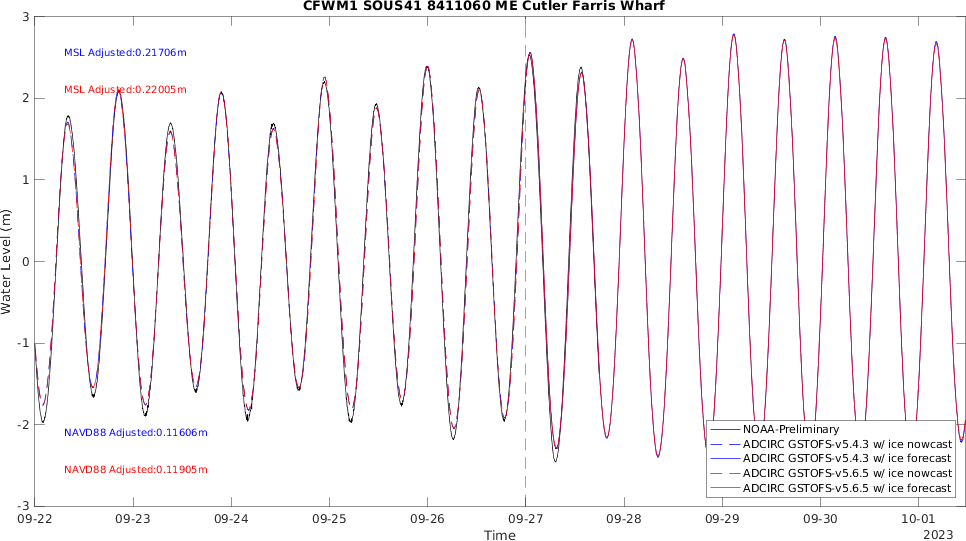 CFWM1 SOUS41 8411060 ME Cutler Farris Wharf
MSL Adjusted:0.21706m
MSL Adjusted:0.22005m
NAVD88 Adjusted:0.11606m
NAVD88 Adjusted:0.11905m
Water Level (m)
3
2
1
0
-1
-2
-3
NOAA-Preliminary
ADCIRC GSTOFS-v5.4.3 w/ ice nowcast
ADCIRC GSTOFS-v5.4.3 w/ ice forecast
ADCIRC GSTOFS-v5.6.5 w/ ice nowcast
ADCIRC GSTOFS-v5.6.5 w/ ice forecast
09-22 09-23 09-24 09-25 09-26 09-27 09-28 09-29 09-30 10-01
Time
2023